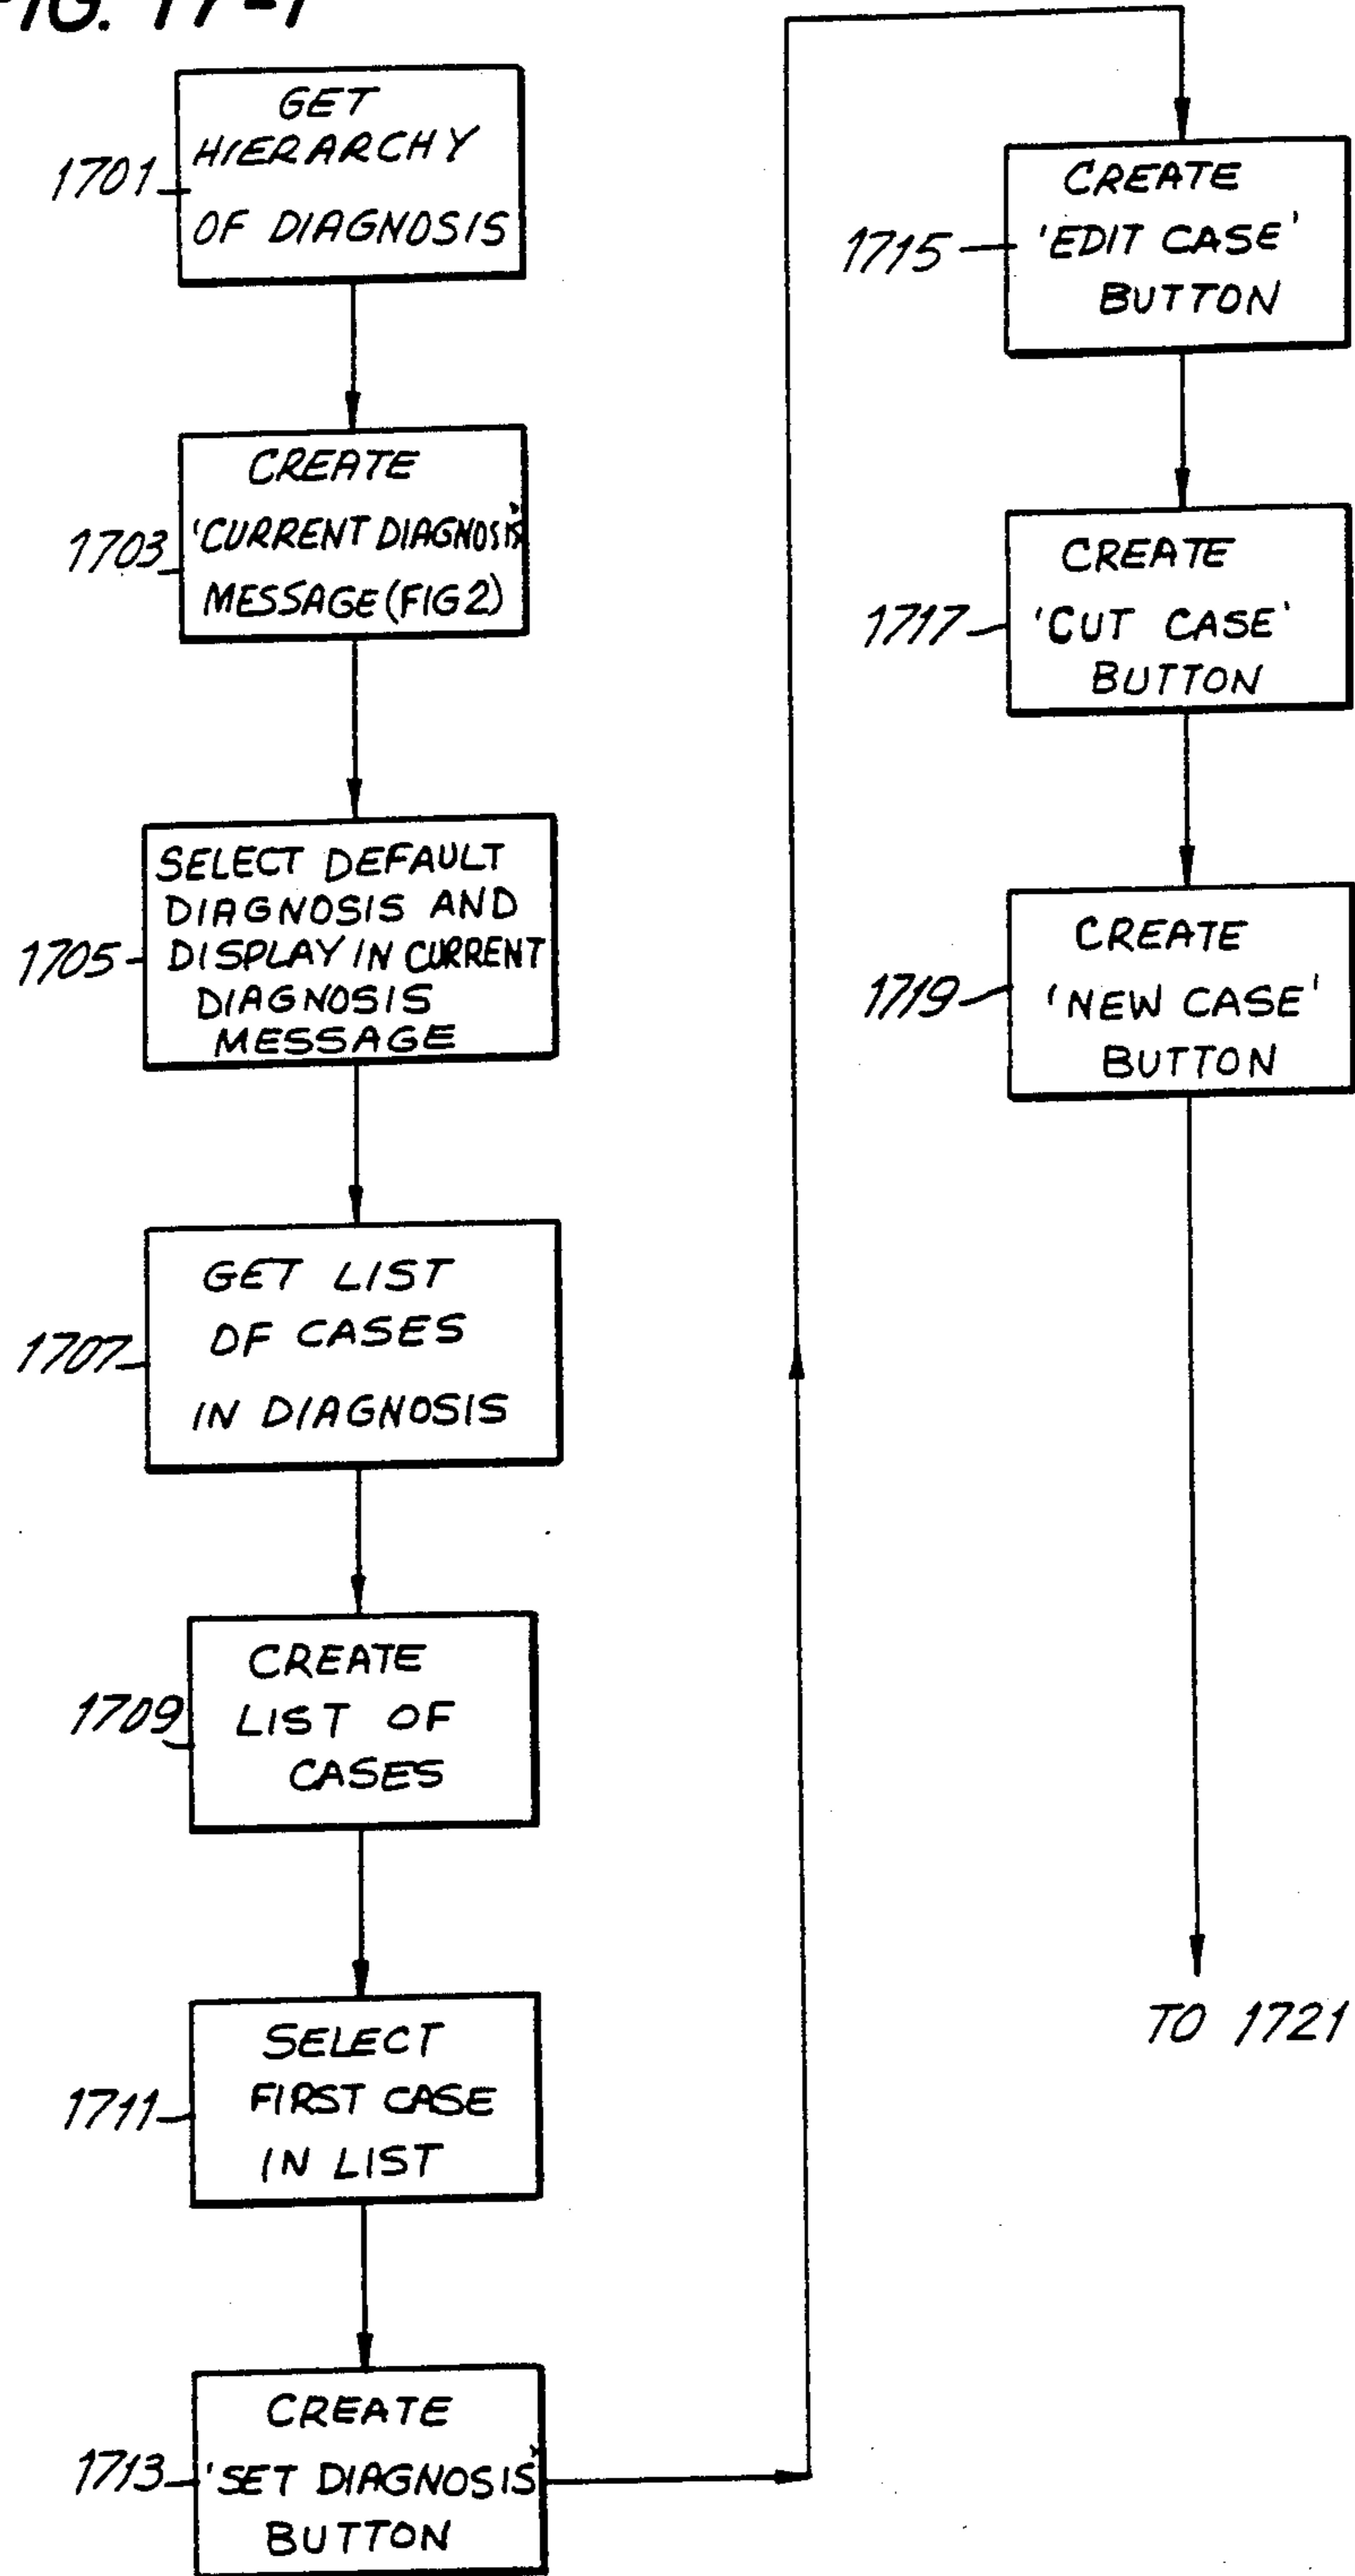 FIG. 17-1
GET
HIERARCHY
1701
OF DIAGNOSIS
CREATE
'CURRENT DIAGNOSIS'
1703
MESSAGE (FIG 2)
SELECT DEFAULT
DIAGNOSIS AND
1705
DISPLAY IN CURRENT
DIAGNOSIS
MESSAGE
GET LIST
OF CASES
1707
IN DIAGNOSIS
CREATE
1709
LIST OF
CASES
SELECT
1711
FIRST CASE
IN LIST
CREATE
1713
'SET DIAGNOSIS'
BUTTON
CREATE
1715
'EDIT CASE'
BUTTON
CREATE
1717
'CUT CASE'
BUTTON
CREATE
1719
'NEW CASE'
BUTTON
TO 1721